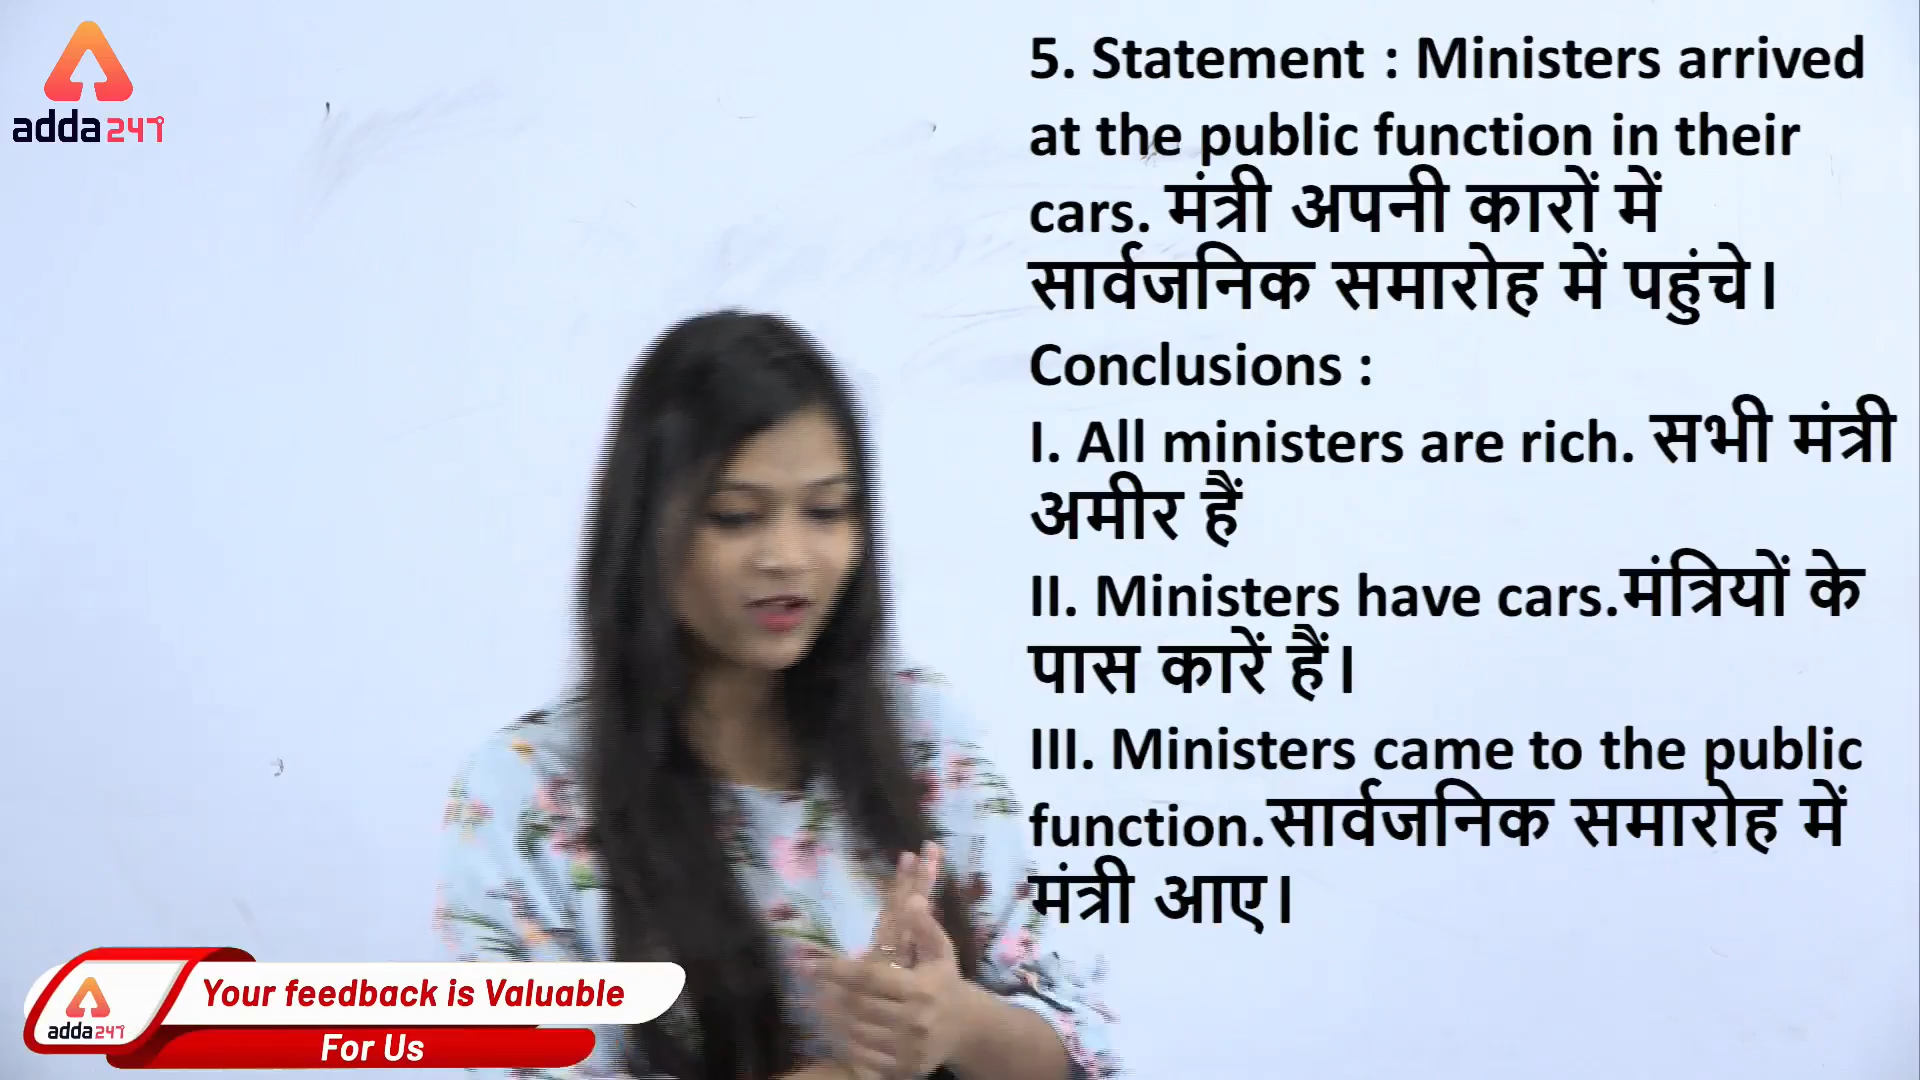 adda247
5. Statement : Ministers arrived
at the public function in their
cars. मंत्री अपनी कारों में
सार्वजनिक समारोह में पहुंचे।
Conclusions :
I. All ministers are rich. सभी मंत्री
अमीर हैं
II. Ministers have cars.मंत्रियों के
पास कारें हैं।
III. Ministers came to the public
function.सार्वजनिक समारोह में
मंत्री आए।
adda247
Your feedback is Valuable
For Us